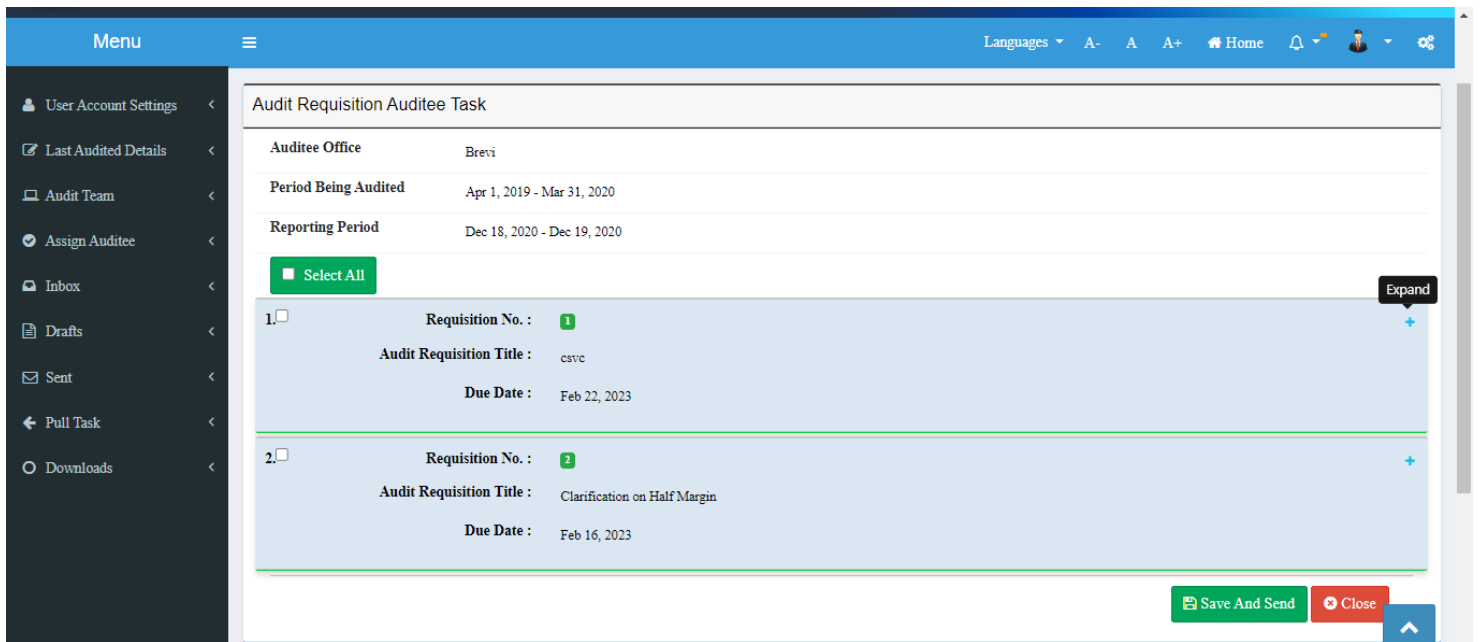 Menu
Languages A- A A+ Home
User Account Settings
Last Audited Details
Audit Team
Assign Auditee
Inbox
Drafts
Sent
Pull Task
Downloads
Audit Requisition Auditee Task
Auditee Office Brevi
Period Being Audited Apr 1, 2019 - Mar 31, 2020
Reporting Period Dec 18, 2020 - Dec 19, 2020
Select All
Expand
1. Requisition No. : 1
Audit Requisition Title : csvc
Due Date : Feb 22, 2023
2. Requisition No. : 2
Audit Requisition Title : Clarification on Half Margin
Due Date : Feb 16, 2023
Save And Send Close